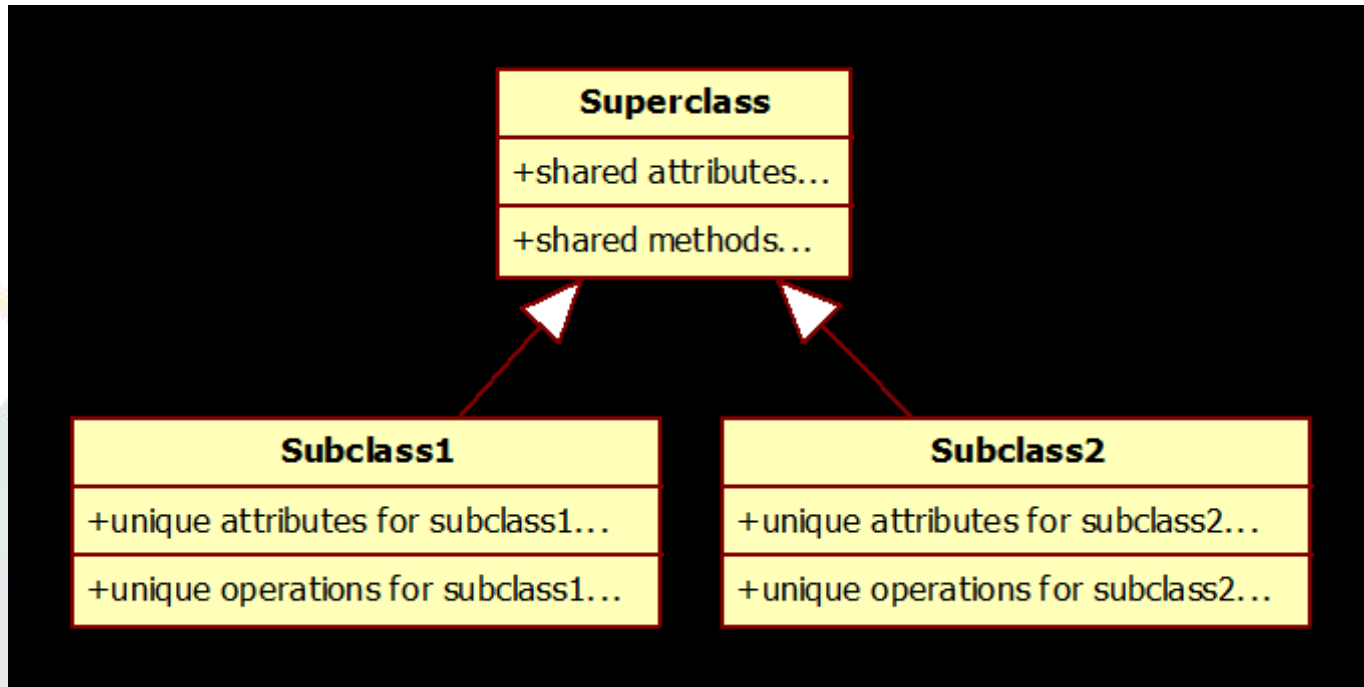 Superclass
+shared attributes...
+shared methods...
Subclass1
+unique attributes for subclass1...
+unique operations for subclass1...
Subclass2
+unique attributes for subclass2...
+unique operations for subclass2...